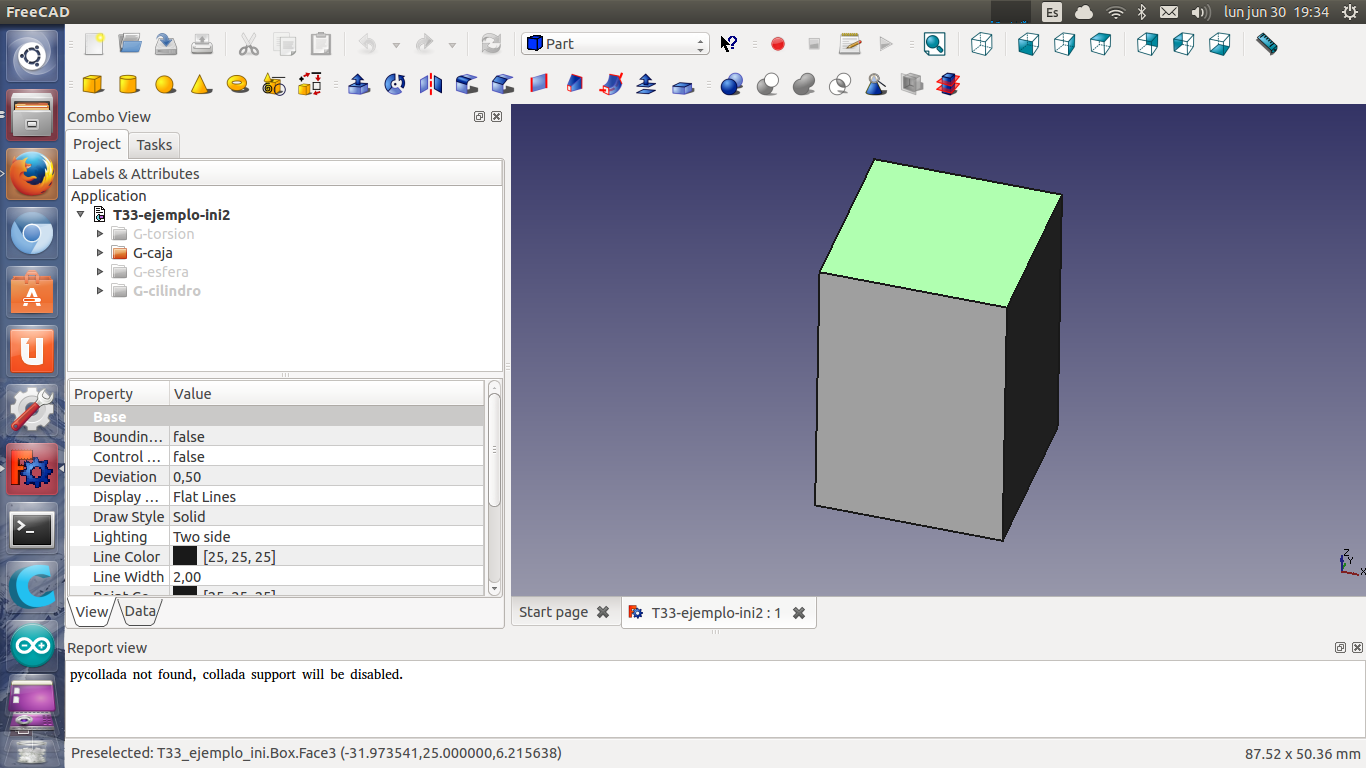 FreeCAD
Es
lun jun 30 19:34
Part
Combo View
Project
Tasks
Labels & Attributes
Application
T33-ejemplo-ini2
G-torsion
G-caja
G-esfera
G-cilindro
Property Value
Base
Boundin... false
Control ... false
Deviation 0,50
Display ... Flat Lines
Draw Style Solid
Lighting Two side
Line Color [25, 25, 25]
Line Width 2,00
Point Co... [25, 25, 25]
View Data
Z
Y
X
Start page
T33-ejemplo-ini2 : 1
Report view
pycollada not found, collada support will be disabled.
Preselected: T33_ejemplo_ini.Box.Face3 (-31.973541,25.000000,6.215638)
87.52 x 50.36 mm